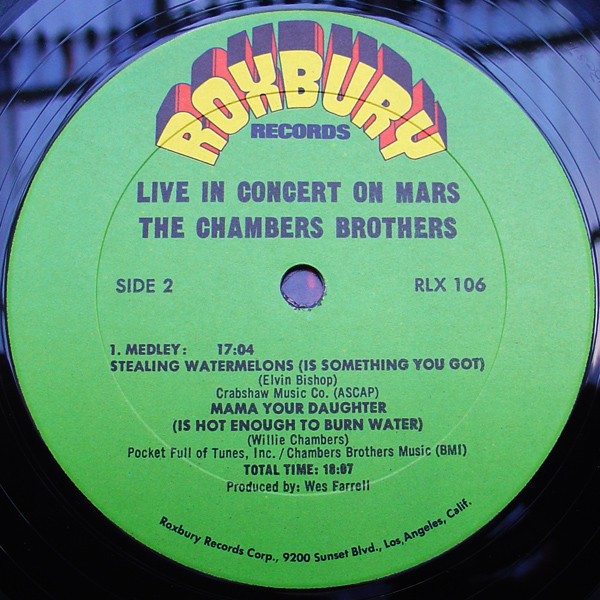 ROXBURY
RECORDS
LIVE IN CONCERT ON MARS
THE CHAMBERS BROTHERS
SIDE 2 RLX 106
1. MEDLEY: 17:04
STEALING WATERMELONS (IS SOMETHING YOU GOT)
(Elvin Bishop)
Crabshaw Music Co. (ASCAP)
MAMA YOUR DAUGHTER
(IS HOT ENOUGH TO BURN WATER)
(Willie Chambers)
Pocket Full of Tunes, Inc./Chambers Brothers Music (BMI)
TOTAL TIME: 18:07
Produced by: Wes Farrell
Roxbury Records Corp., 9200 Sunset Blvd., Los Angeles, Calif.